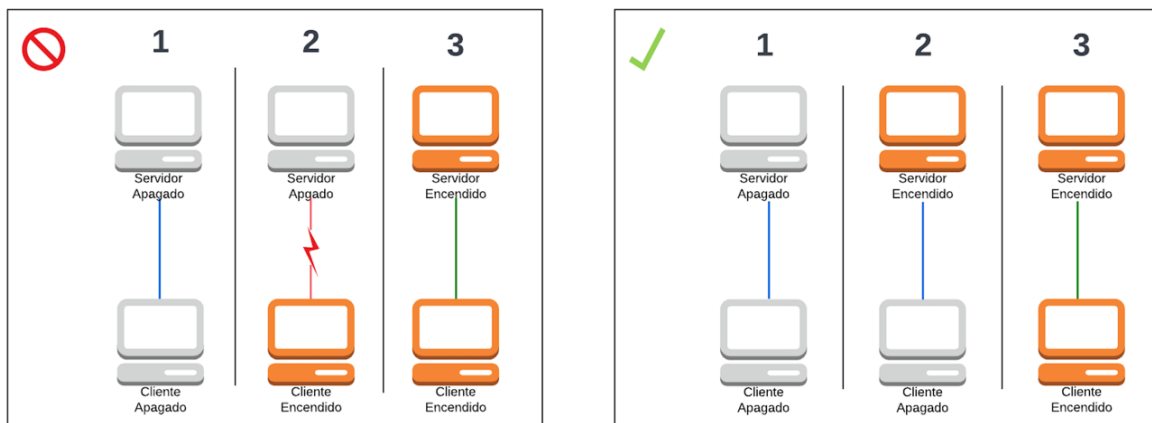 1
2
3
Servidor
Apagado
Servidor
Apgado
Servidor
Encendido
Cliente
Apagado
Cliente
Encendido
Cliente
Encendido
1
2
3
Servidor
Apagado
Servidor
Encendido
Servidor
Encendido
Cliente
Apagado
Cliente
Apagado
Cliente
Encendido